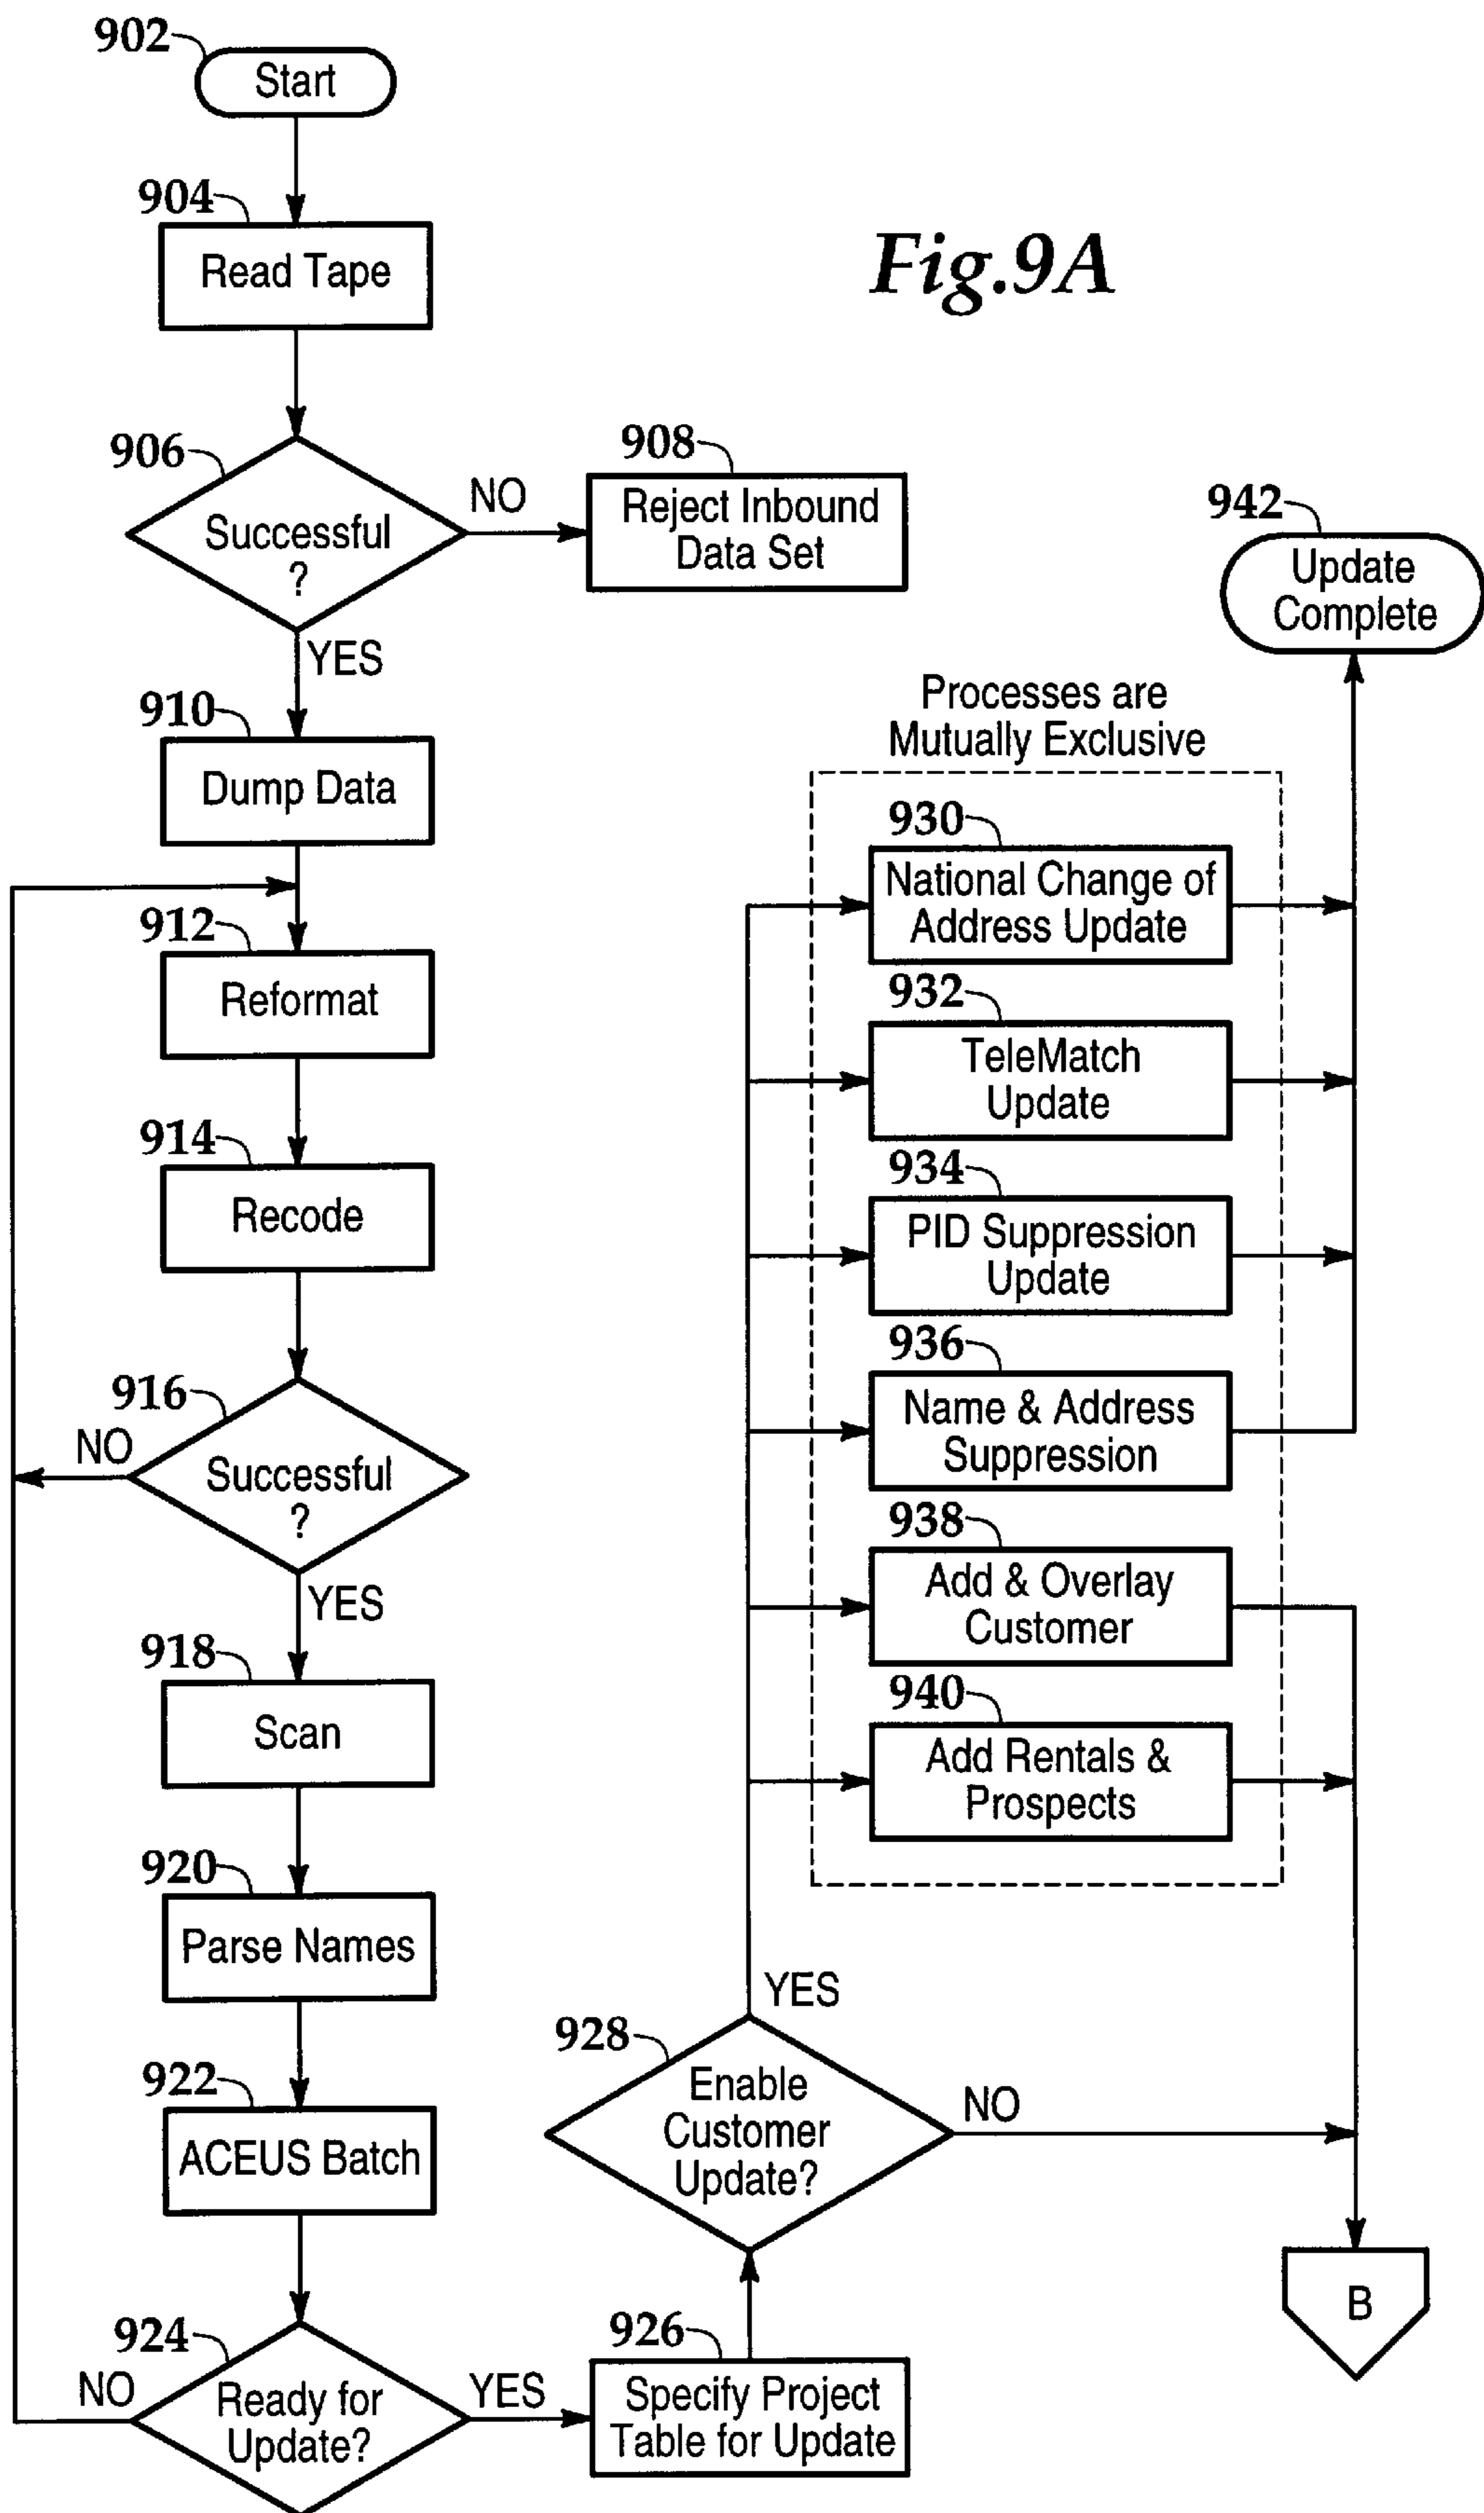 902
Start
904
Read Tape
Fig.9A
906
Successful
?
NO
YES
908
Reject Inbound
Data Set
910
Dump Data
912
Reformat
914
Recode
916
NO
Successful
?
YES
918
Scan
920
Parse Names
922
ACEUS Batch
924
NO
Ready for
Update?
YES
926
Specify Project
Table for Update
928
Enable
Customer
Update?
YES
NO
Processes are
Mutually Exclusive
930
National Change of
Address Update
932
TeleMatch
Update
934
PID Suppression
Update
936
Name & Address
Suppression
938
Add & Overlay
Customer
940
Add Rentals &
Prospects
942
Update
Complete
B